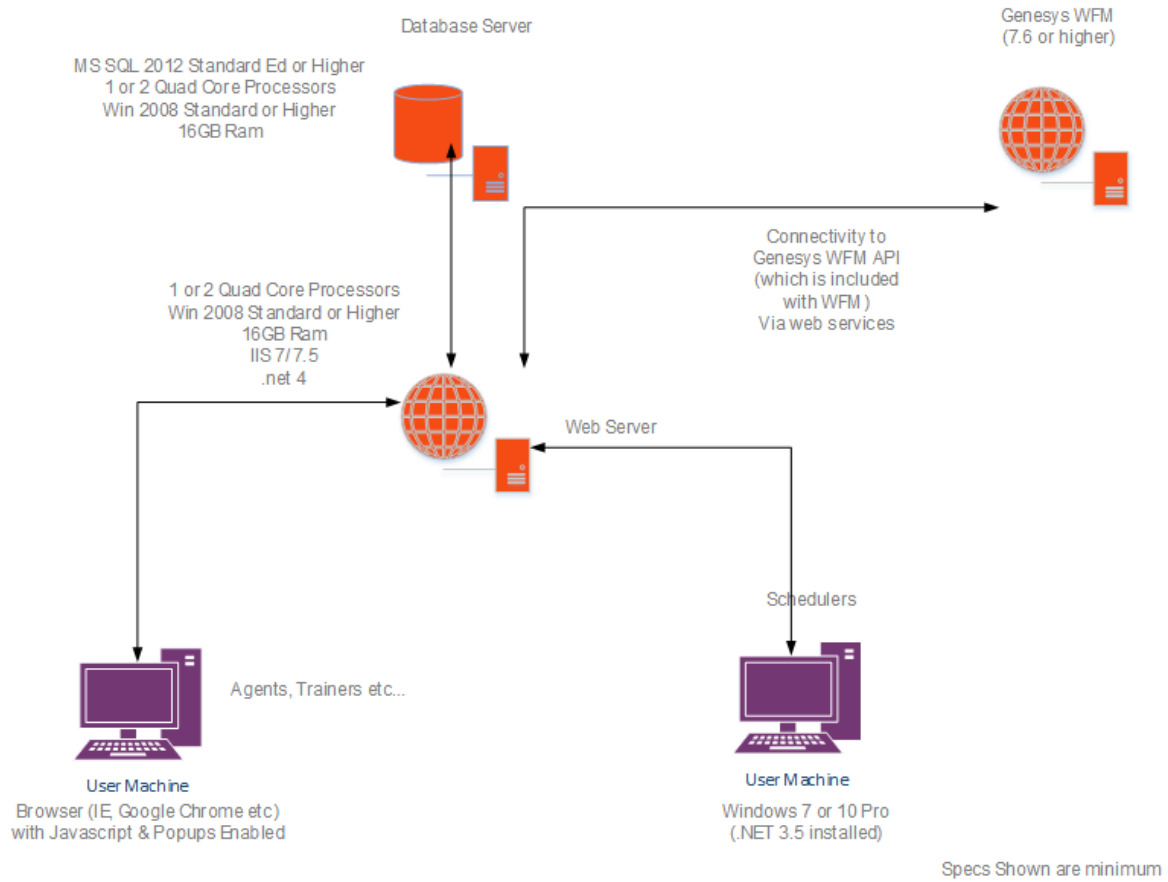 Database Server
Genesys WFM
(7.6 or higher)
MS SQL 2012 Standard Ed or Higher
1 or 2 Quad Core Processors
Win 2008 Standard or Higher
16GB Ram
Connectivity to
Genesys WFM API
(which is included
with WFM)
Via web services
1 or 2 Quad Core Processors
Win 2008 Standard or Higher
16GB Ram
IIS 7/7.5
.net 4
Web Server
Schedulers
Agents, Trainers etc...
User Machine
Browser (IE, Google Chrome etc)
with Javascript & Popups Enabled
User Machine
Windows 7 or 10 Pro
(.NET 3.5 installed)
Specs Shown are minimum